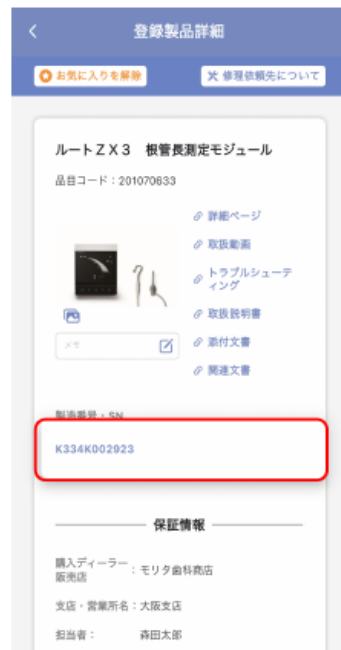 登録製品詳細
お気に入りを解除
修理依頼先について
ルートZX3 根管長測定モジュール
品目コード：201070633
詳細ページ
取扱動画
トラブルシューテ
ィング
取扱説明書
メモ
添付文書
関連文書
製造番号・SN
K334K002923
保証情報
購入ディーラー
販売店
：モリタ歯科商店
支店・営業所名：大阪支店
担当者： 森田太郎